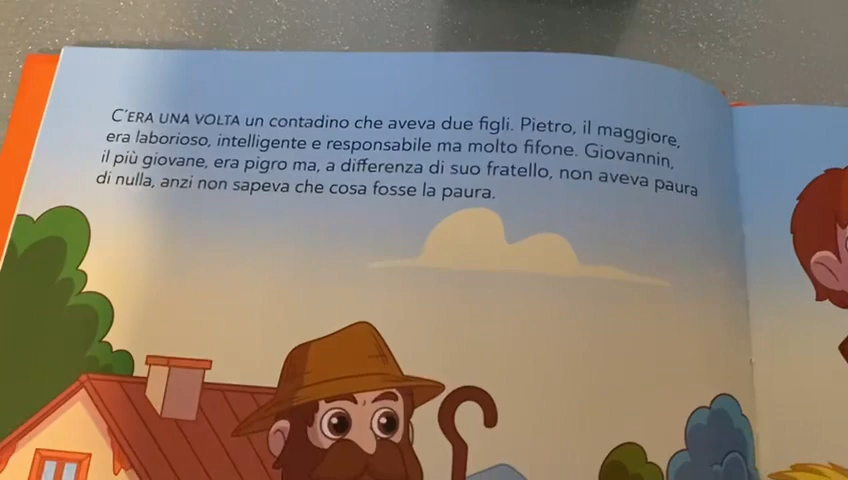 C'ERA UNA VOLTA un contadino che aveva due figli. Pietro, il maggiore,
era laborioso, intelligente e responsabile ma molto fifone. Giovannin,
il più giovane, era pigro ma, a differenza di suo fratello, non aveva paura
di nulla, anzi non sapeva che cosa fosse la paura.